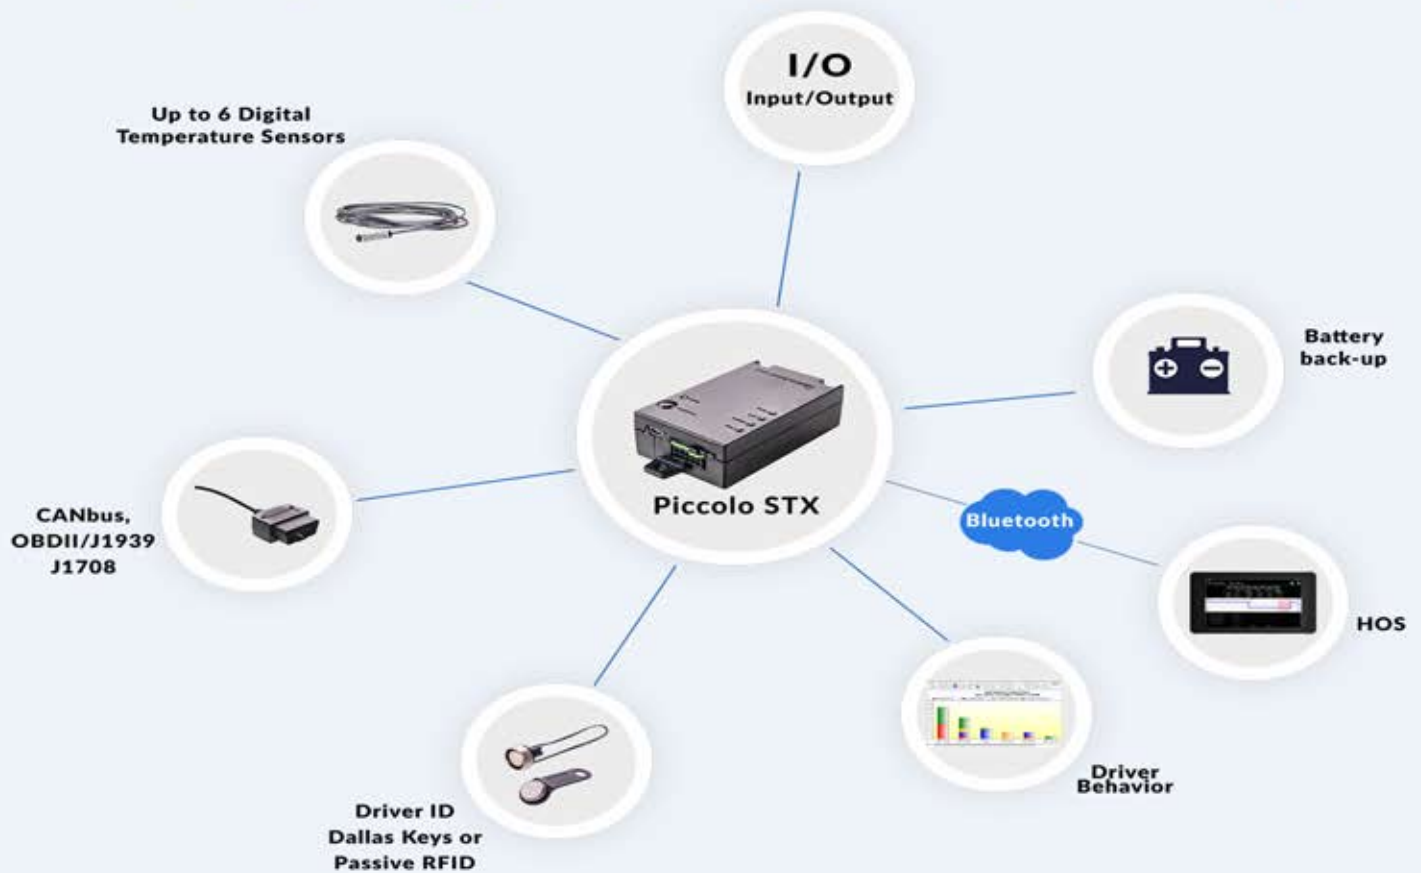 I/O
Input/Output
Up to 6 Digital
Temperature Sensors
Battery
back-up
Piccolo STX
CANbus,
OBDII/J1939
J1708
Bluetooth
HOS
Driver
Behavior
Driver ID
Dallas Keys or
Passive RFID